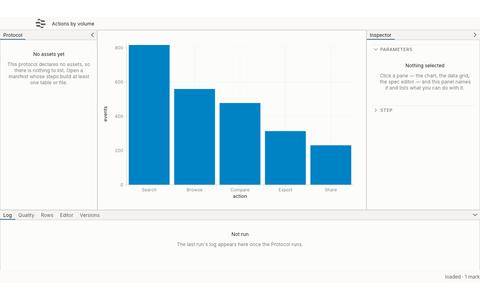 Actions by volume
Protocol
No assets yet
This protocol declares no assets, so
there is nothing to list. Open a
manifest whose steps build at least
one table or file.
800
600
400
200
0
events
Search
Browse
Compare
Export
Share
action
Inspector
PARAMETERS
Nothing selected
Click a pane — the chart, the data grid,
the spec editor — and this panel names
it and lists what you can do with it.
STEP
Log
Quality
Rows
Editor
Versions
Not run
The last run's log appears here once the Protocol runs.
loaded · 1 mark